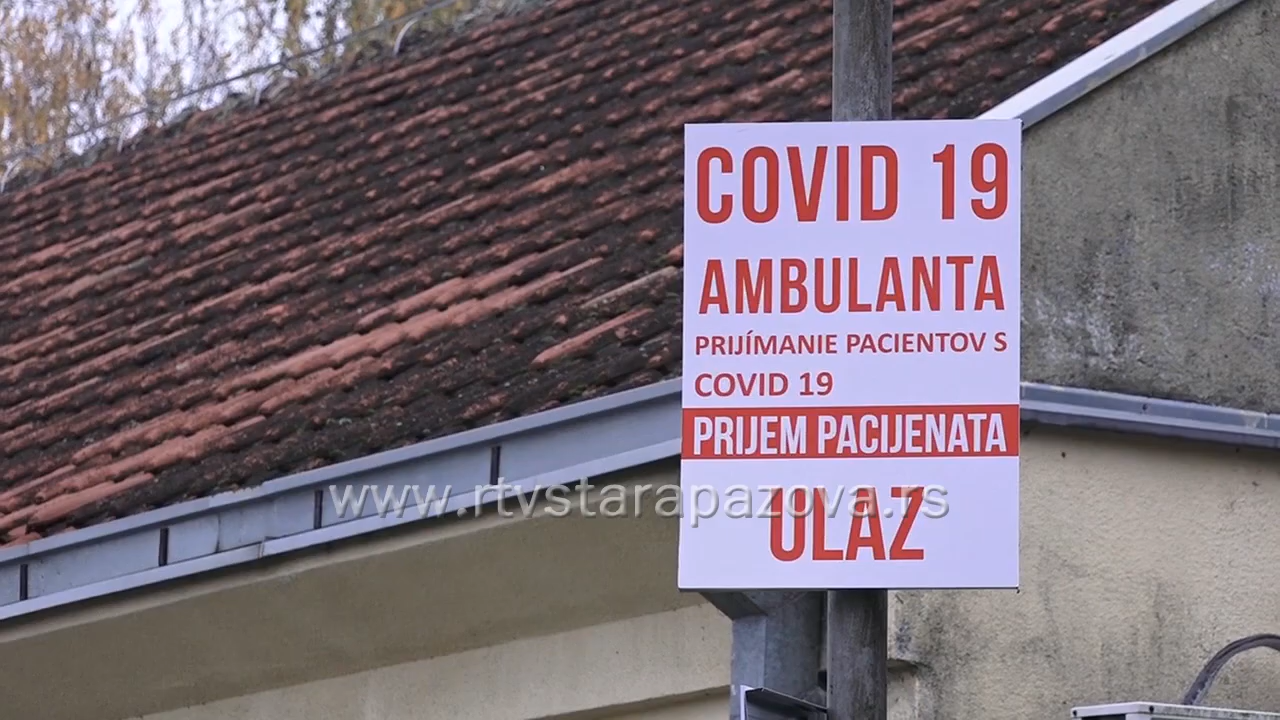 COVID 19
AMBULANTA
PRIJÍMANIE PACIENTOV S
COVID 19
PRIJEM PACIJENATA
www.rtvstarapazova.rs
ULAZ